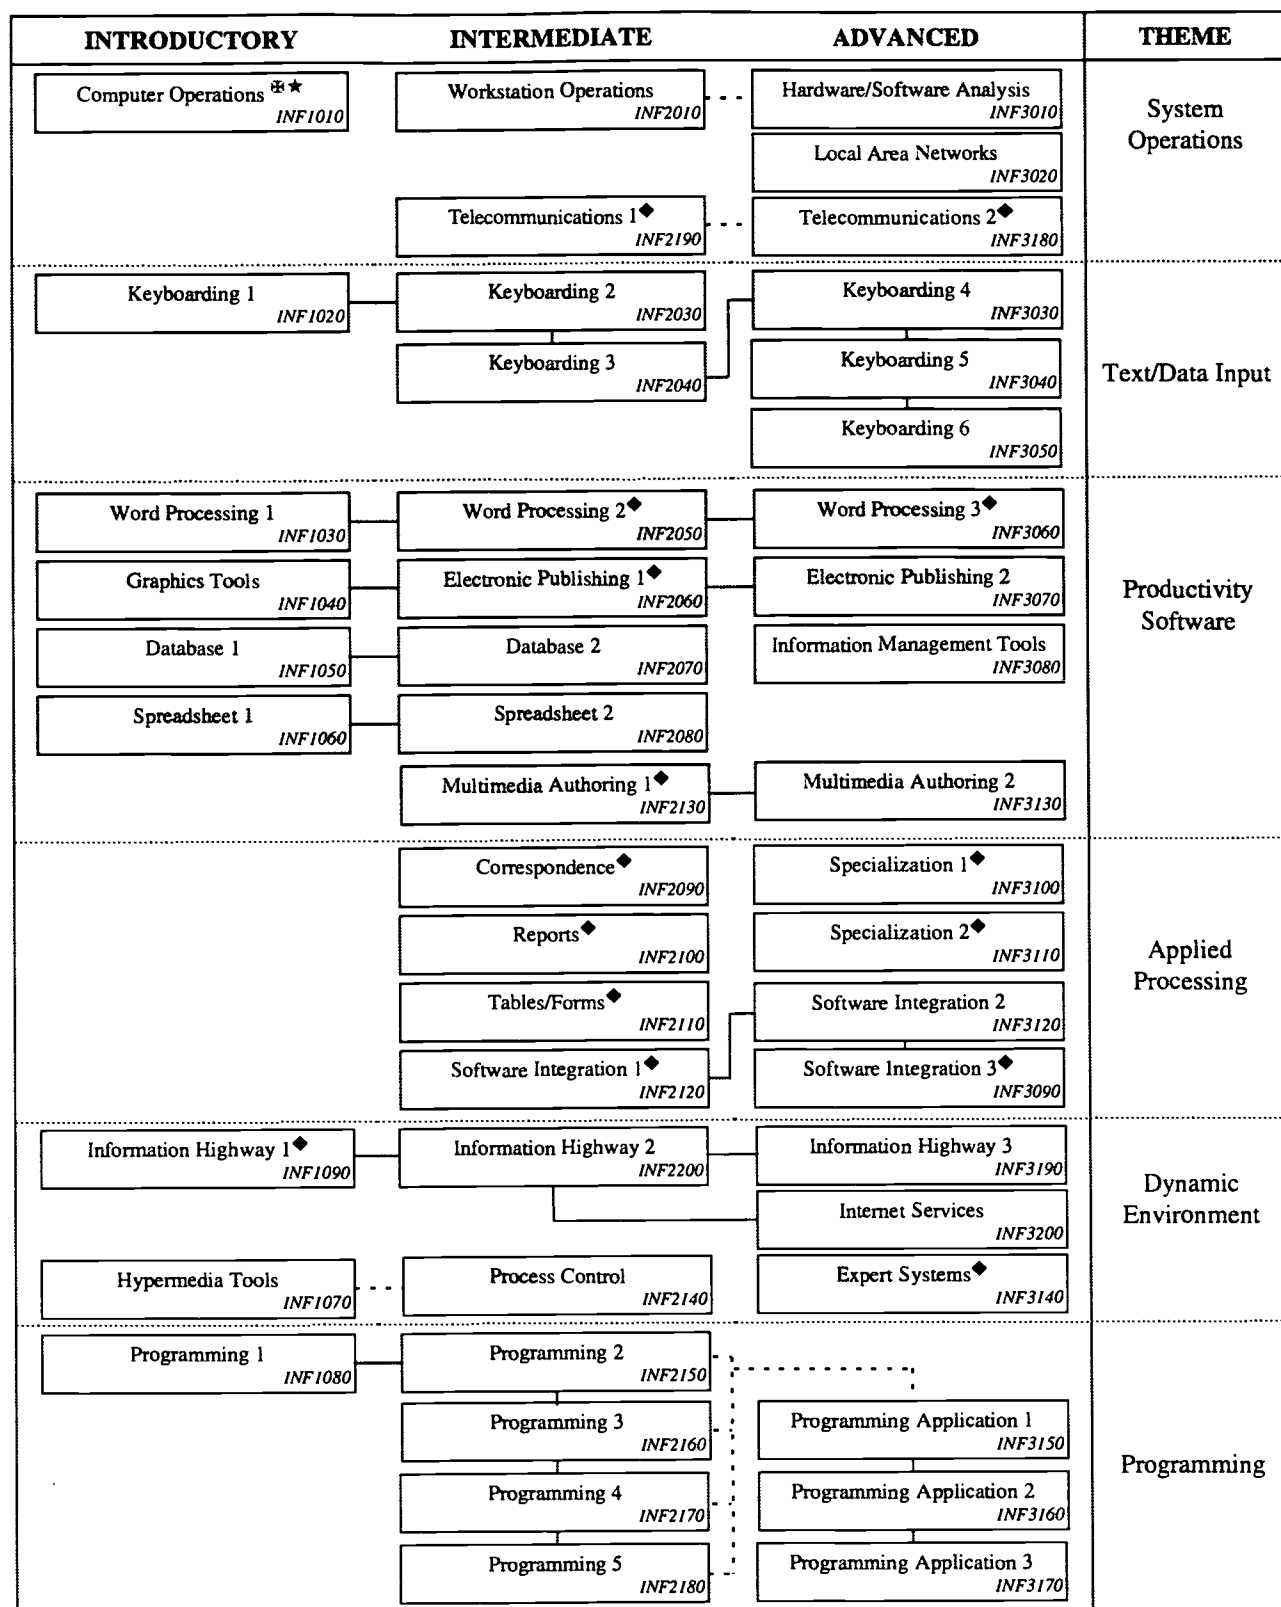 INTRODUCTORY INTERMEDIATE ADVANCED THEME
Computer Operations ✠★
INF1010
Workstation Operations
INF2010
Hardware/Software Analysis
INF3010
Local Area Networks
INF3020
Telecommunications 1◆
INF2190
Telecommunications 2◆
INF3180
System
Operations
Keyboarding 1
INF1020
Keyboarding 2
INF2030
Keyboarding 3
INF2040
Keyboarding 4
INF3030
Keyboarding 5
INF3040
Keyboarding 6
INF3050
Text/Data Input
Word Processing 1
INF1030
Word Processing 2◆
INF2050
Word Processing 3◆
INF3060
Graphics Tools
INF1040
Electronic Publishing 1◆
INF2060
Electronic Publishing 2
INF3070
Database 1
INF1050
Database 2
INF2070
Information Management Tools
INF3080
Spreadsheet 1
INF1060
Spreadsheet 2
INF2080
Multimedia Authoring 1◆
INF2130
Multimedia Authoring 2
INF3130
Productivity
Software
Correspondence◆
INF2090
Specialization 1◆
INF3100
Reports◆
INF2100
Specialization 2◆
INF3110
Tables/Forms◆
INF2110
Software Integration 2
INF3120
Software Integration 1◆
INF2120
Software Integration 3◆
INF3090
Applied
Processing
Information Highway 1◆
INF1090
Information Highway 2
INF2200
Information Highway 3
INF3190
Internet Services
INF3200
Hypermedia Tools
INF1070
Process Control
INF2140
Expert Systems◆
INF3140
Dynamic
Environment
Programming 1
INF1080
Programming 2
INF2150
Programming 3
INF2160
Programming Application 1
INF3150
Programming 4
INF2170
Programming Application 2
INF3160
Programming 5
INF2180
Programming Application 3
INF3170
Programming